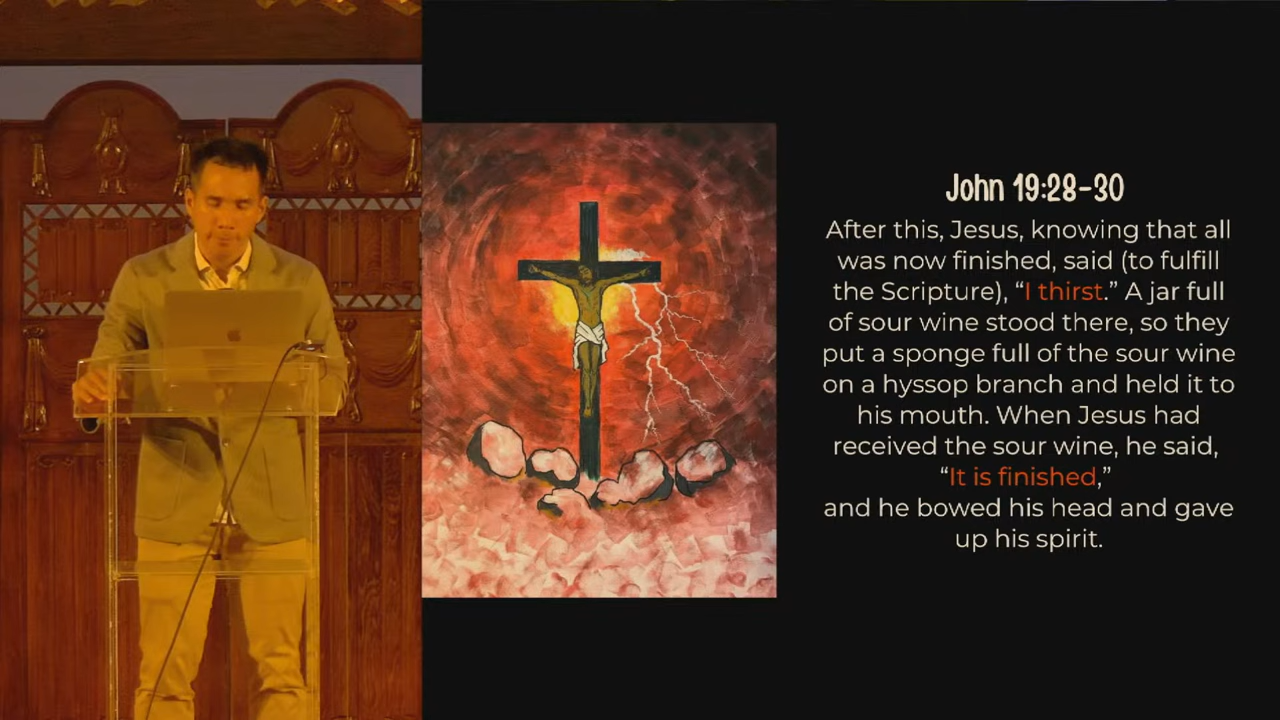 John 19:28-30
After this, Jesus, knowing that all
was now finished, said (to fulfill
the Scripture), “I thirst.” A jar full
of sour wine stood there, so they
put a sponge full of the sour wine
on a hyssop branch and held it to
his mouth. When Jesus had
received the sour wine, he said,
“It is finished,”
and he bowed his head and gave
up his spirit.